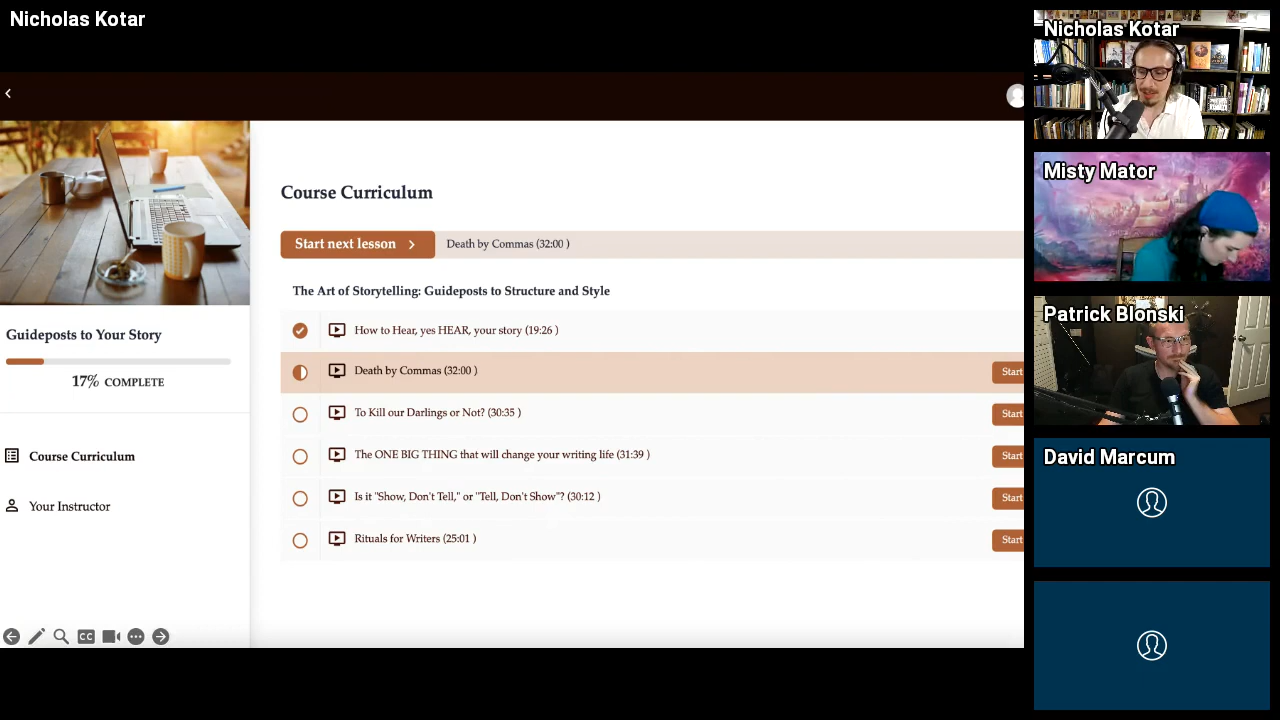 Nicholas Kotar
Guideposts to Your Story
17% COMPLETE
Course Curriculum
Your Instructor
CC
Course Curriculum
Start next lesson
Death by Commas (32:00 )
The Art of Storytelling: Guideposts to Structure and Style
How to Hear, yes HEAR, your story (19:26 )
Death by Commas (32:00 )
Start
To Kill our Darlings or Not? (30:35 )
Start
The ONE BIG THING that will change your writing life (31:39 )
Start
Is it "Show, Don't Tell," or "Tell, Don't Show"? (30:12 )
Start
Rituals for Writers (25:01 )
Start
Nicholas Kotar
Misty Mator
Patrick Blonski
David Marcum